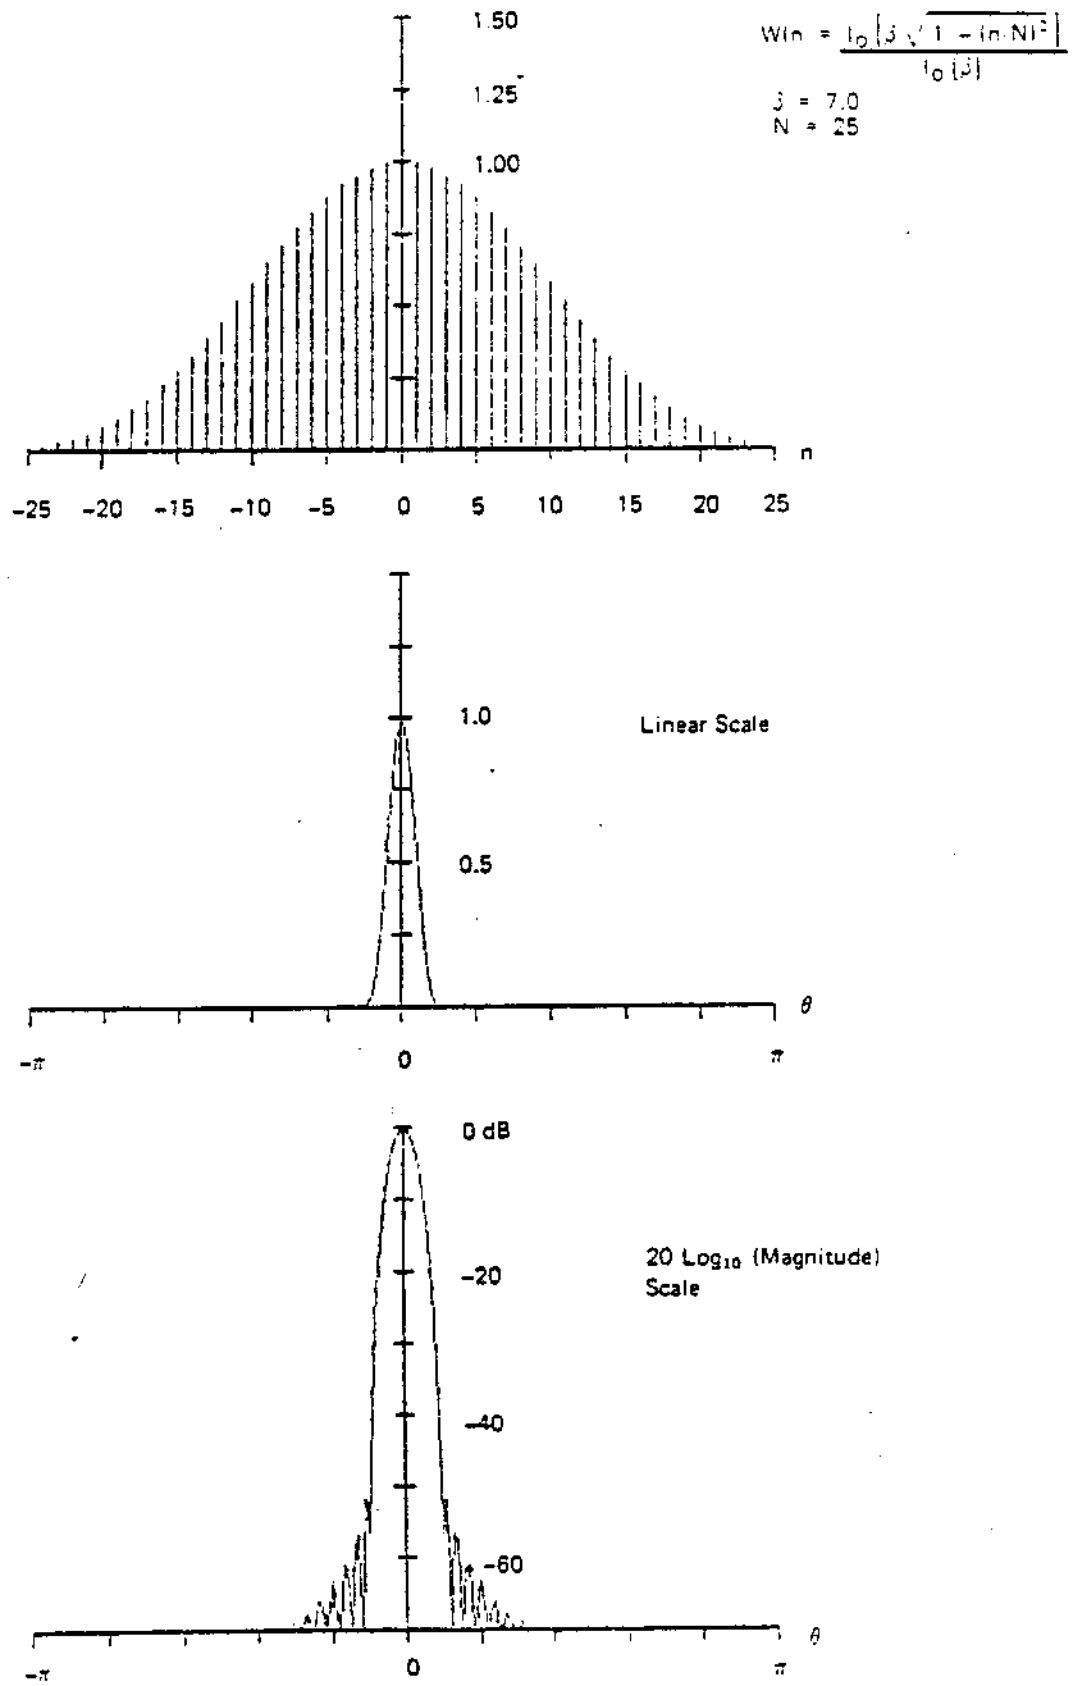 1.50
W(n = I₀[β√1 - (n/N)²]
I₀(β)
1.25
β = 7.0
N = 25
1.00
n
-25 -20 -15 -10 -5 0 5 10 15 20 25
1.0
Linear Scale
0.5
θ
-π 0 π
0 dB
20 Log₁₀ (Magnitude)
-20
Scale
-40
-60
θ
-π 0 π